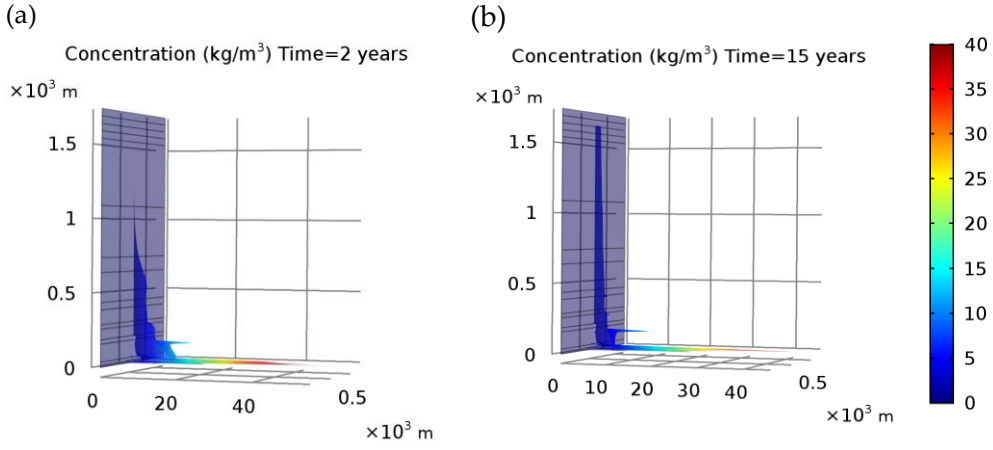 (a)
Concentration (kg/m³) Time=2 years
×10³ m
1.5
1
0.5
0
0 20 40 0.5
×10³ m
(b)
Concentration (kg/m³) Time=15 years
×10³ m
1.5
1
0.5
0
0 10 20 30 40 0.5
×10³ m
40
35
30
25
20
15
10
5
0